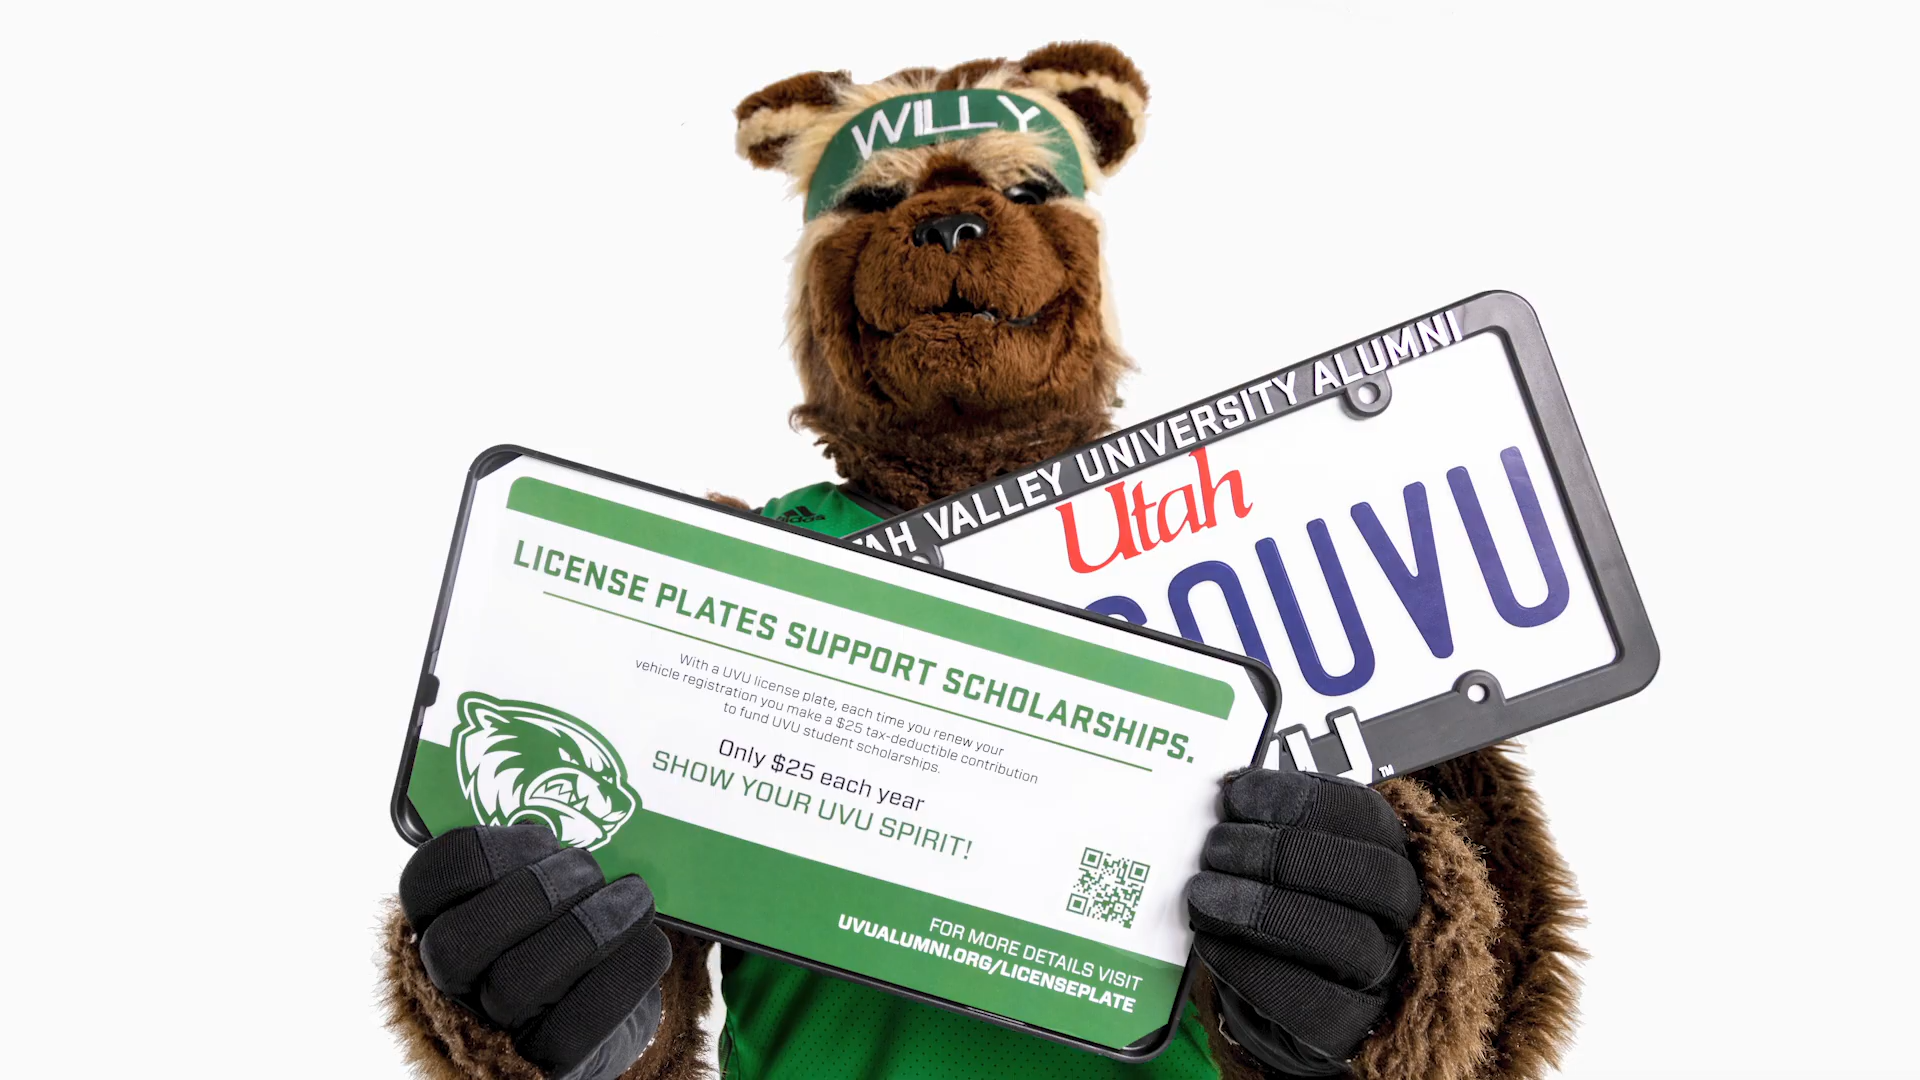 WILLY
adidas
VALLEY UNIVERSITY ALUMNI
Utah
OUVU
LICENSE PLATES SUPPORT SCHOLARSHIPS.
With a UVU license plate, each time you renew your
vehicle registration you make a $25 tax-deductible contribution
to fund UVU student scholarships.
Only $25 each year
SHOW YOUR UVU SPIRIT!
FOR MORE DETAILS VISIT
UVUALUMNI.ORG/LICENSEPLATE
TM